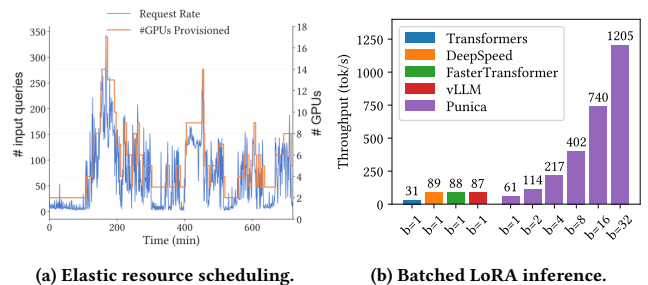 Request Rate
#GPUs Provisioned
# input queries
350
300
250
200
150
100
50
0
18
16
14
12
10
8
6
4
2
0
# GPUs
0 200 400 600
Time (min)
(a) Elastic resource scheduling.
Throughput (tok/s)
1250
1000
750
500
250
0
Transformers
DeepSpeed
FasterTransformer
vLLM
Punica
31 89 88 87 61 114 217 402 740 1205
b=1 b=1 b=1 b=1 b=1 b=2 b=4 b=8 b=16 b=32
(b) Batched LoRA inference.